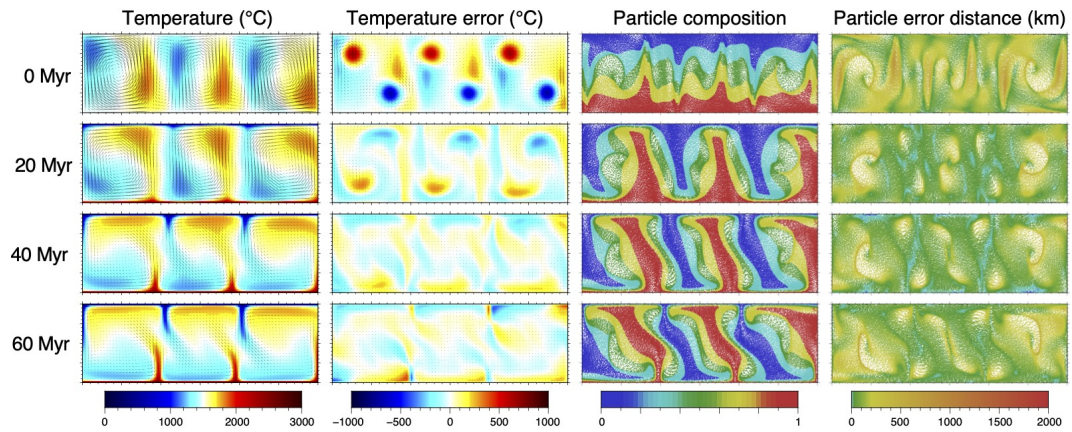 Temperature (°C) Temperature error (°C) Particle composition Particle error distance (km)
0 Myr
20 Myr
40 Myr
60 Myr
0 1000 2000 3000 −1000 −500 0 500 1000 0 1 0 500 1000 1500 2000